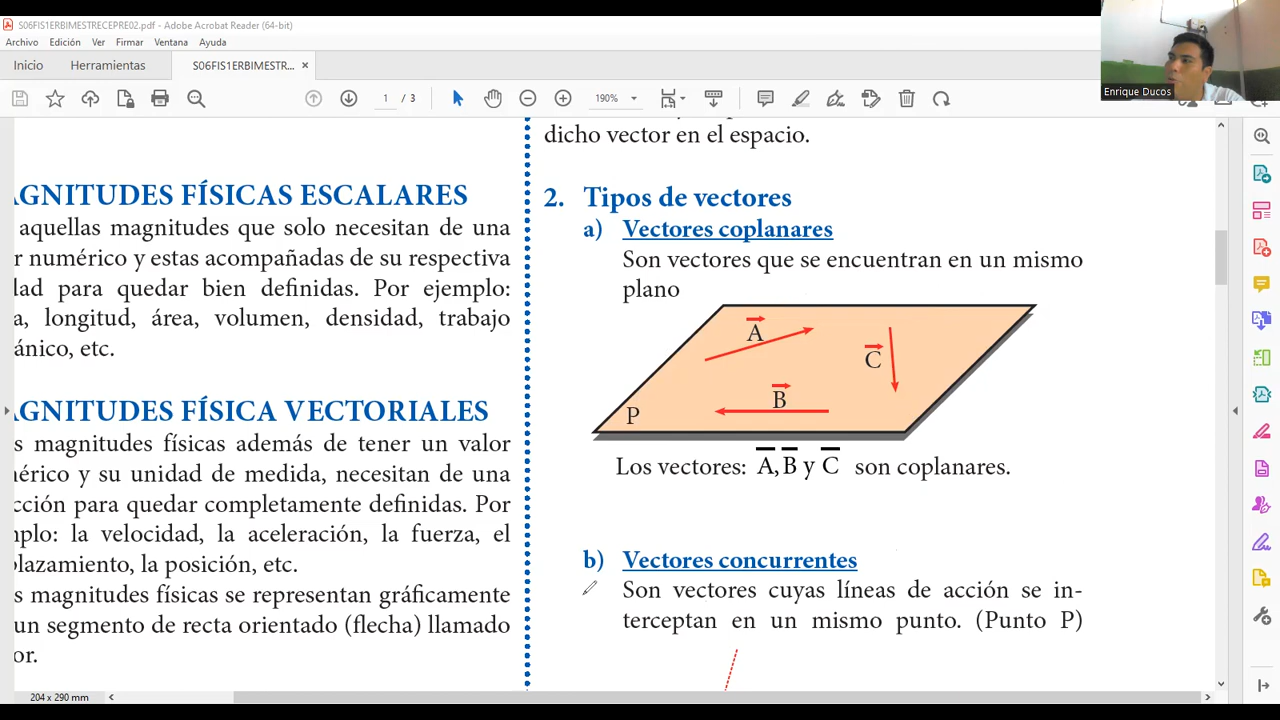 S06FIS1ERBIMESTRECEPRE02.pdf - Adobe Acrobat Reader (64-bit)
Archivo Edición Ver Firmar Ventana Ayuda
Inicio Herramientas S06FIS1ERBIMESTR... ×
1 / 3 190%
Enrique Ducos
AGNITUDES FÍSICAS ESCALARES
aquellas magnitudes que solo necesitan de una
r numérico y estas acompañadas de su respectiva
dad para quedar bien definidas. Por ejemplo:
a, longitud, área, volumen, densidad, trabajo
ánico, etc.
AGNITUDES FÍSICA VECTORIALES
s magnitudes físicas además de tener un valor
érico y su unidad de medida, necesitan de una
cción para quedar completamente definidas. Por
mplo: la velocidad, la aceleración, la fuerza, el
plazamiento, la posición, etc.
s magnitudes físicas se representan gráficamente
un segmento de recta orientado (flecha) llamado
or.
dicho vector en el espacio.
2. Tipos de vectores
a) Vectores coplanares
Son vectores que se encuentran en un mismo
plano
A
C
B
P
Los vectores: A, B y C son coplanares.
b) Vectores concurrentes
Son vectores cuyas líneas de acción se in-
terceptan en un mismo punto. (Punto P)
204 x 290 mm